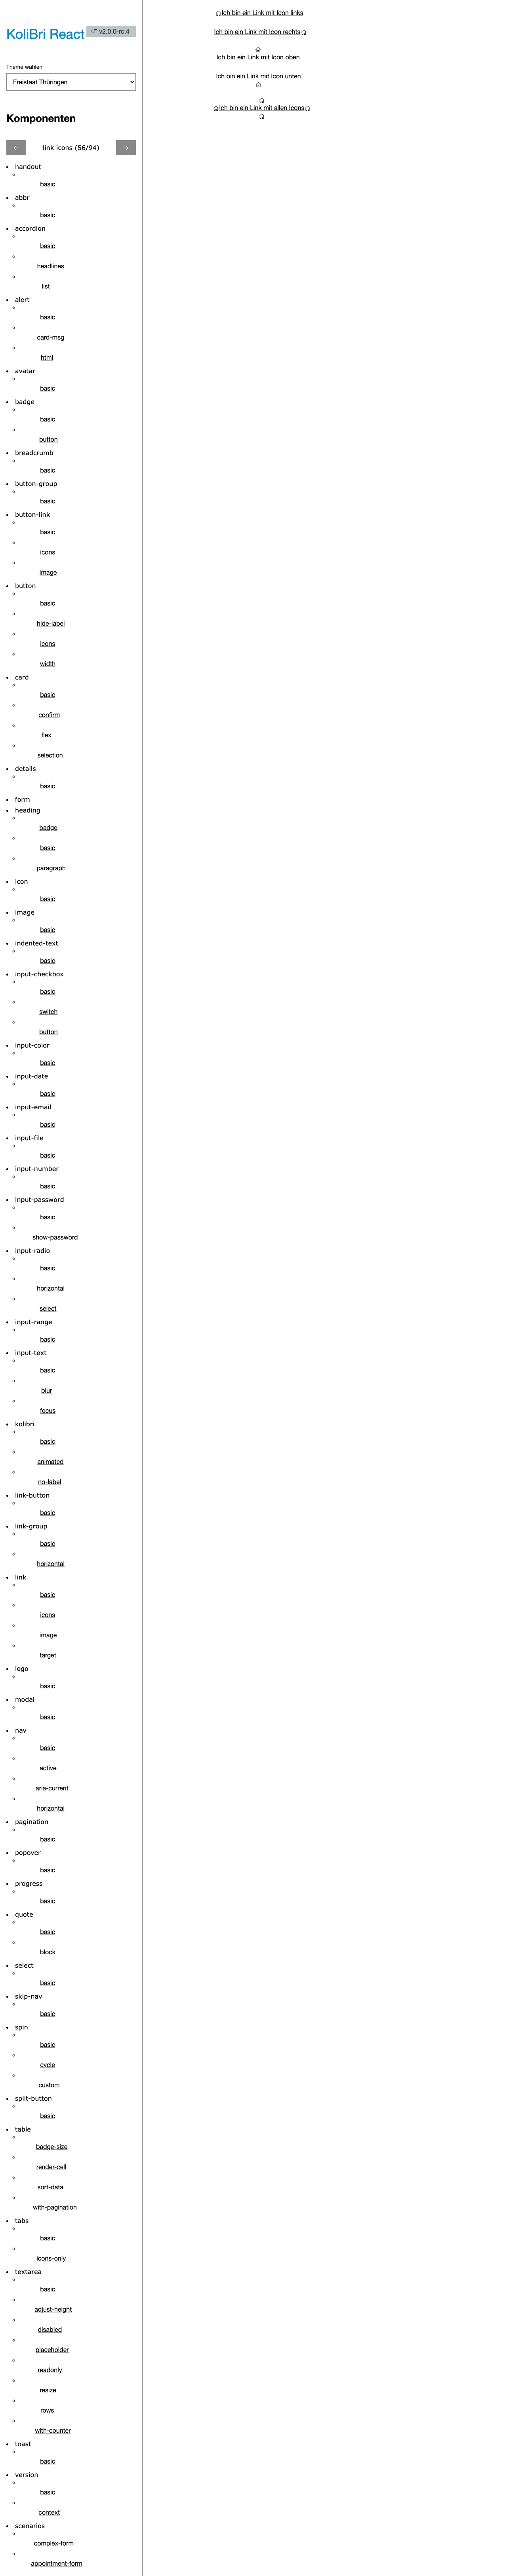 KoliBri React
v2.0.0-rc.4
Theme wählen
Freistaat Thüringen
Komponenten
link icons (56/94)
handout
basic
abbr
basic
accordion
basic
headlines
list
alert
basic
card-msg
html
avatar
basic
badge
basic
button
breadcrumb
basic
button-group
basic
button-link
basic
icons
image
button
basic
hide-label
icons
width
card
basic
confirm
flex
selection
details
basic
form
heading
badge
basic
paragraph
icon
basic
image
basic
indented-text
basic
input-checkbox
basic
switch
button
input-color
basic
input-date
basic
input-email
basic
input-file
basic
input-number
basic
input-password
basic
show-password
input-radio
basic
horizontal
select
input-range
basic
input-text
basic
blur
focus
kolibri
basic
animated
no-label
link-button
basic
link-group
basic
horizontal
link
basic
icons
image
target
logo
basic
modal
basic
nav
basic
active
aria-current
horizontal
pagination
basic
popover
basic
progress
basic
quote
basic
block
select
basic
skip-nav
basic
spin
basic
cycle
custom
split-button
basic
table
badge-size
render-cell
sort-data
with-pagination
tabs
basic
icons-only
textarea
basic
adjust-height
disabled
placeholder
readonly
resize
rows
with-counter
toast
basic
version
basic
context
scenarios
complex-form
appointment-form
Ich bin ein Link mit Icon links
Ich bin ein Link mit Icon rechts
Ich bin ein Link mit Icon oben
Ich bin ein Link mit Icon unten
Ich bin ein Link mit allen Icons